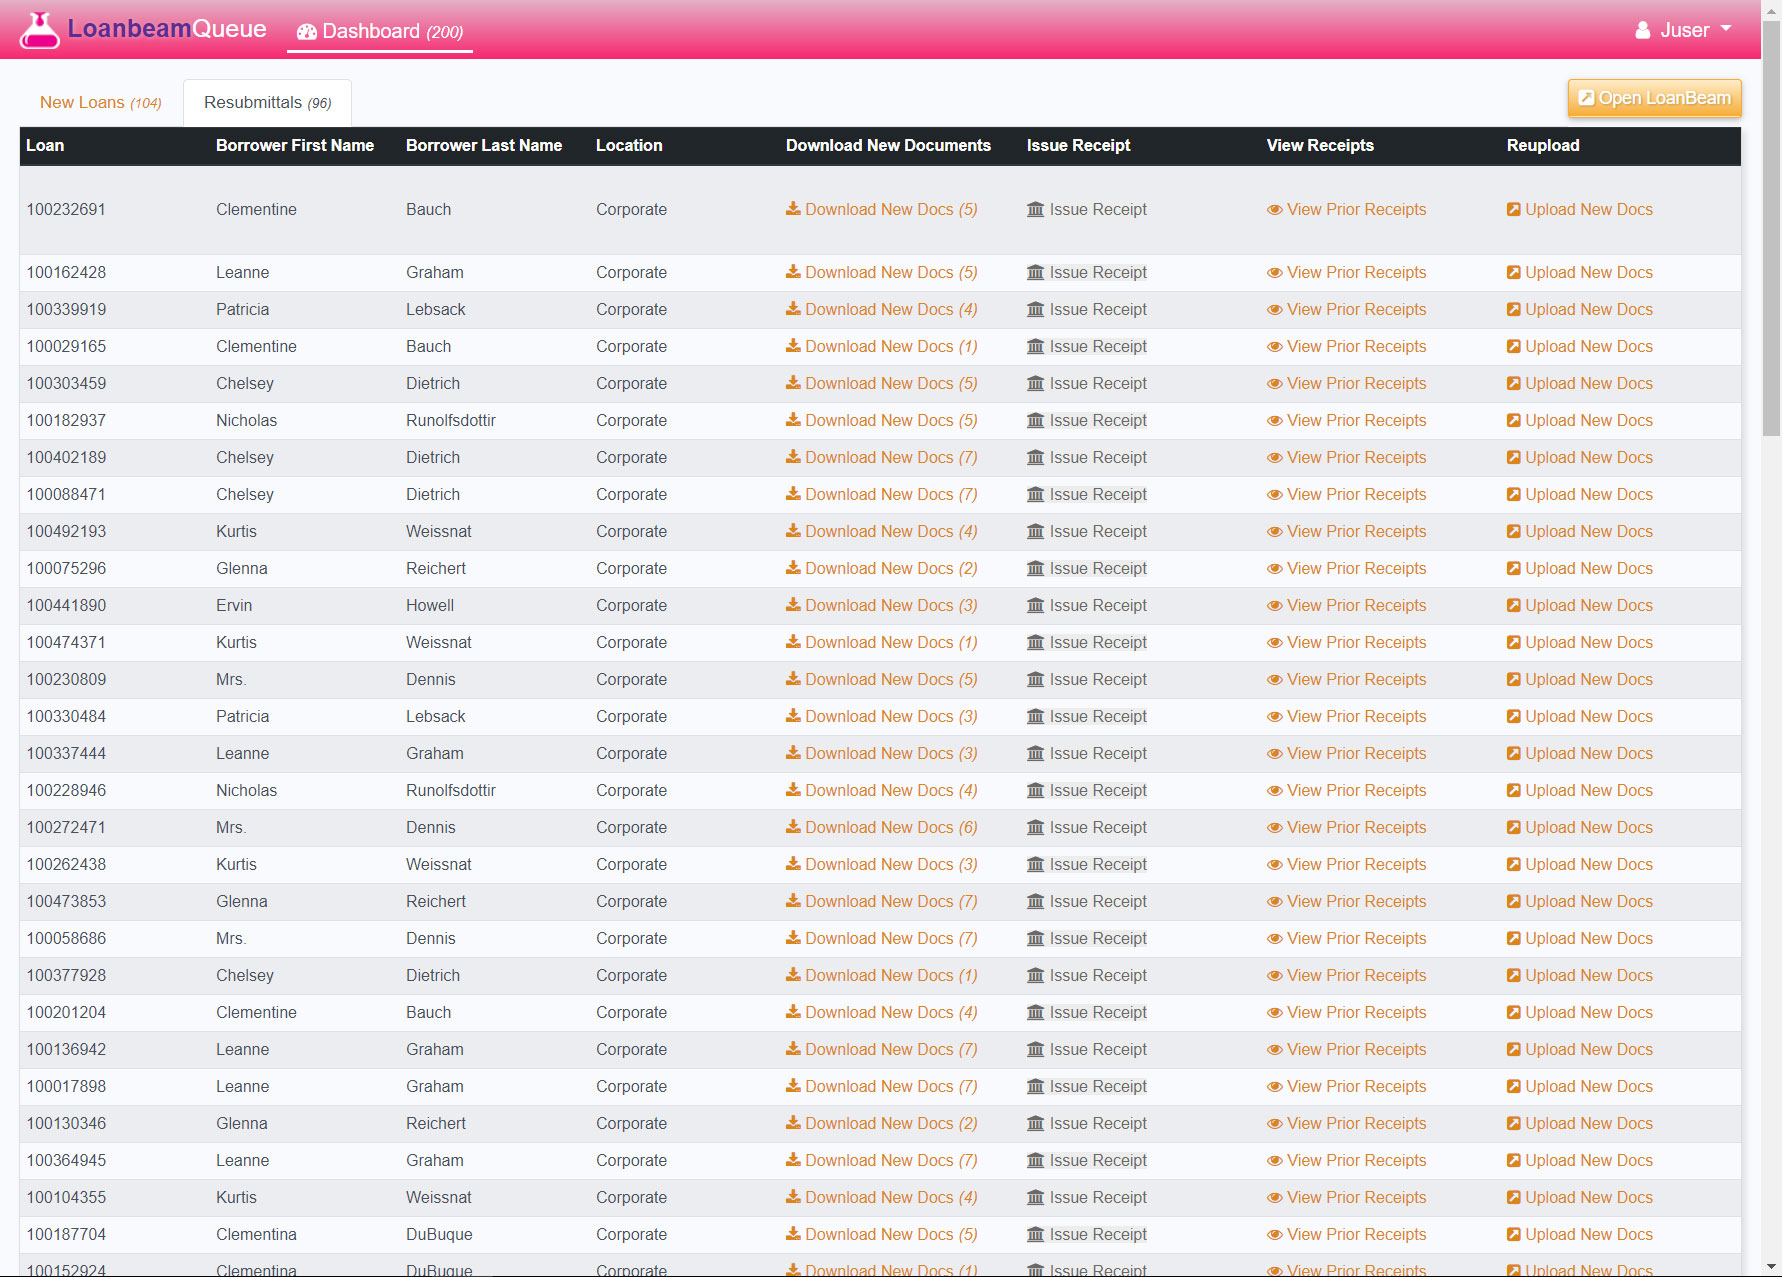 LoanbeamQueue Dashboard (200) Juser
New Loans (104) Resubmittals (96) Open LoanBeam
Loan Borrower First Name Borrower Last Name Location Download New Documents Issue Receipt View Receipts Reupload
100232691 Clementine Bauch Corporate Download New Docs (5) Issue Receipt View Prior Receipts Upload New Docs
100162428 Leanne Graham Corporate Download New Docs (5) Issue Receipt View Prior Receipts Upload New Docs
100339919 Patricia Lebsack Corporate Download New Docs (4) Issue Receipt View Prior Receipts Upload New Docs
100029165 Clementine Bauch Corporate Download New Docs (1) Issue Receipt View Prior Receipts Upload New Docs
100303459 Chelsey Dietrich Corporate Download New Docs (5) Issue Receipt View Prior Receipts Upload New Docs
100182937 Nicholas Runolfsdottir Corporate Download New Docs (5) Issue Receipt View Prior Receipts Upload New Docs
100402189 Chelsey Dietrich Corporate Download New Docs (7) Issue Receipt View Prior Receipts Upload New Docs
100088471 Chelsey Dietrich Corporate Download New Docs (7) Issue Receipt View Prior Receipts Upload New Docs
100492193 Kurtis Weissnat Corporate Download New Docs (4) Issue Receipt View Prior Receipts Upload New Docs
100075296 Glenna Reichert Corporate Download New Docs (2) Issue Receipt View Prior Receipts Upload New Docs
100441890 Ervin Howell Corporate Download New Docs (3) Issue Receipt View Prior Receipts Upload New Docs
100474371 Kurtis Weissnat Corporate Download New Docs (1) Issue Receipt View Prior Receipts Upload New Docs
100230809 Mrs. Dennis Corporate Download New Docs (5) Issue Receipt View Prior Receipts Upload New Docs
100330484 Patricia Lebsack Corporate Download New Docs (3) Issue Receipt View Prior Receipts Upload New Docs
100337444 Leanne Graham Corporate Download New Docs (3) Issue Receipt View Prior Receipts Upload New Docs
100228946 Nicholas Runolfsdottir Corporate Download New Docs (4) Issue Receipt View Prior Receipts Upload New Docs
100272471 Mrs. Dennis Corporate Download New Docs (6) Issue Receipt View Prior Receipts Upload New Docs
100262438 Kurtis Weissnat Corporate Download New Docs (3) Issue Receipt View Prior Receipts Upload New Docs
100473853 Glenna Reichert Corporate Download New Docs (7) Issue Receipt View Prior Receipts Upload New Docs
100058686 Mrs. Dennis Corporate Download New Docs (7) Issue Receipt View Prior Receipts Upload New Docs
100377928 Chelsey Dietrich Corporate Download New Docs (1) Issue Receipt View Prior Receipts Upload New Docs
100201204 Clementine Bauch Corporate Download New Docs (4) Issue Receipt View Prior Receipts Upload New Docs
100136942 Leanne Graham Corporate Download New Docs (7) Issue Receipt View Prior Receipts Upload New Docs
100017898 Leanne Graham Corporate Download New Docs (7) Issue Receipt View Prior Receipts Upload New Docs
100130346 Glenna Reichert Corporate Download New Docs (2) Issue Receipt View Prior Receipts Upload New Docs
100364945 Leanne Graham Corporate Download New Docs (7) Issue Receipt View Prior Receipts Upload New Docs
100104355 Kurtis Weissnat Corporate Download New Docs (4) Issue Receipt View Prior Receipts Upload New Docs
100187704 Clementina DuBuque Corporate Download New Docs (5) Issue Receipt View Prior Receipts Upload New Docs
100152924 Clementina DuBuque Corporate Download New Docs (1) Issue Receipt View Prior Receipts Upload New Docs